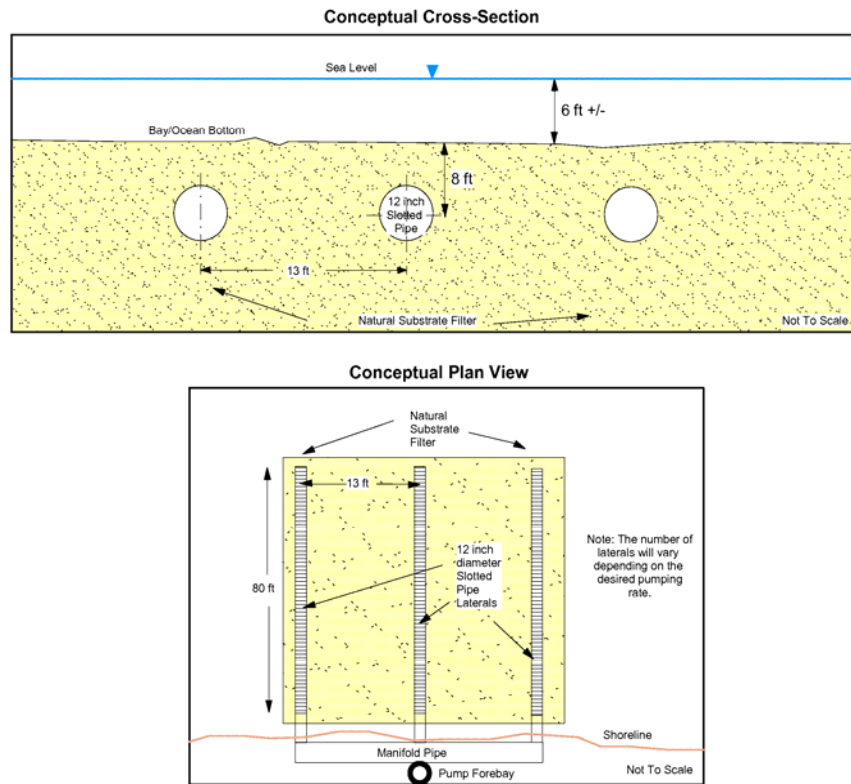 Conceptual Cross-Section
Sea Level
6 ft +/-
Bay/Ocean Bottom
8 ft
12 inch
Slotted
Pipe
13 ft
Natural Substrate Filter
Not To Scale
Conceptual Plan View
Natural
Substrate
Filter
13 ft
80 ft
12 inch
diameter
Slotted
Pipe
Laterals
Note: The number of
laterals will vary
depending on the
desired pumping
rate.
Shoreline
Manifold Pipe
Pump Forebay
Not To Scale